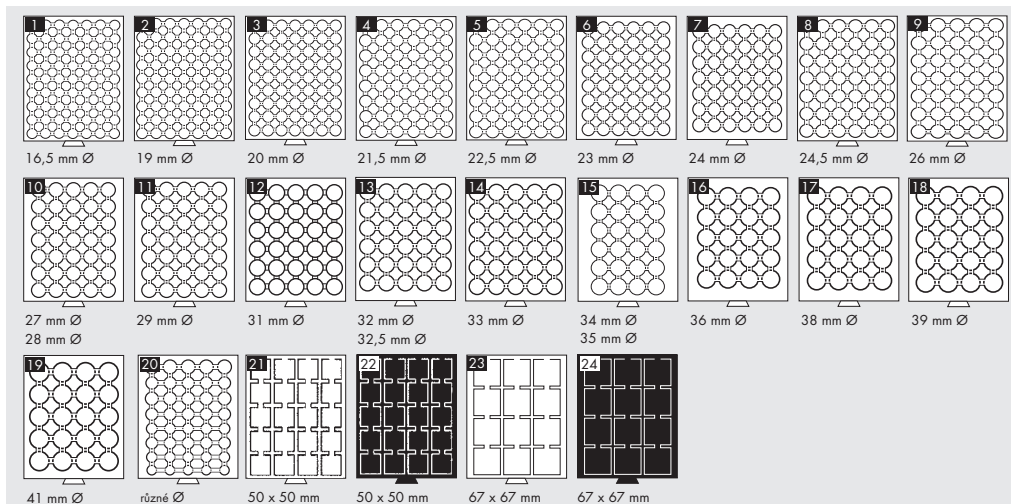 1 2 3 4 5 6 7 8 9
16,5 mm Ø 19 mm Ø 20 mm Ø 21,5 mm Ø 22,5 mm Ø 23 mm Ø 24 mm Ø 24,5 mm Ø 26 mm Ø
10 11 12 13 14 15 16 17 18
27 mm Ø 29 mm Ø 31 mm Ø 32 mm Ø 33 mm Ø 34 mm Ø 36 mm Ø 38 mm Ø 39 mm Ø
28 mm Ø 32,5 mm Ø 35 mm Ø
19 20 21 22 23 24
41 mm Ø různé Ø 50 x 50 mm 50 x 50 mm 67 x 67 mm 67 x 67 mm